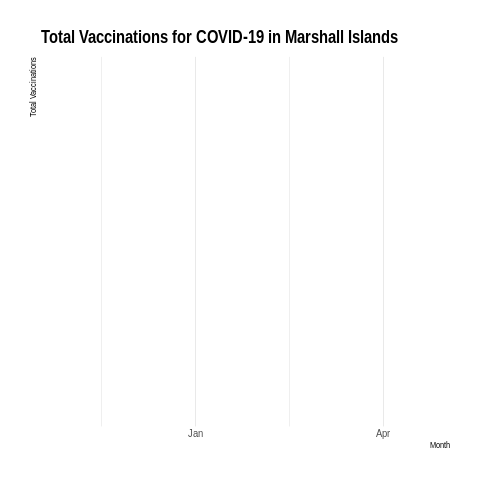 Total Vaccinations for COVID-19 in Marshall Islands
Total Vaccinations
Jan
Apr
Month